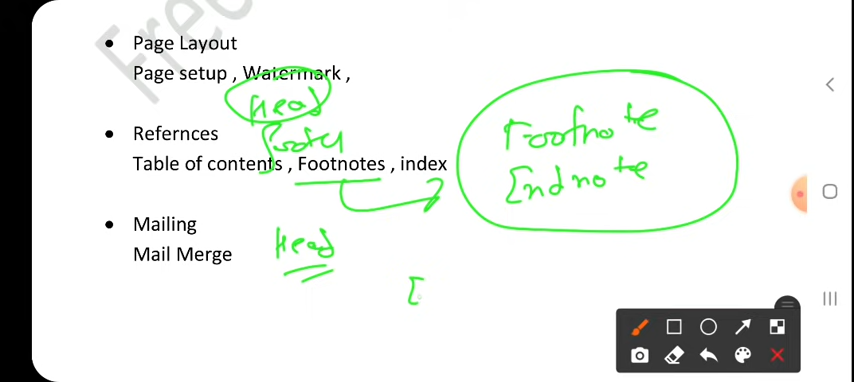 Free
Page Layout
Page setup , Watermark ,
Head
Refernces
footer
Table of contents , Footnotes , index
Footnote
Endnote
Mailing
Mail Merge
Head